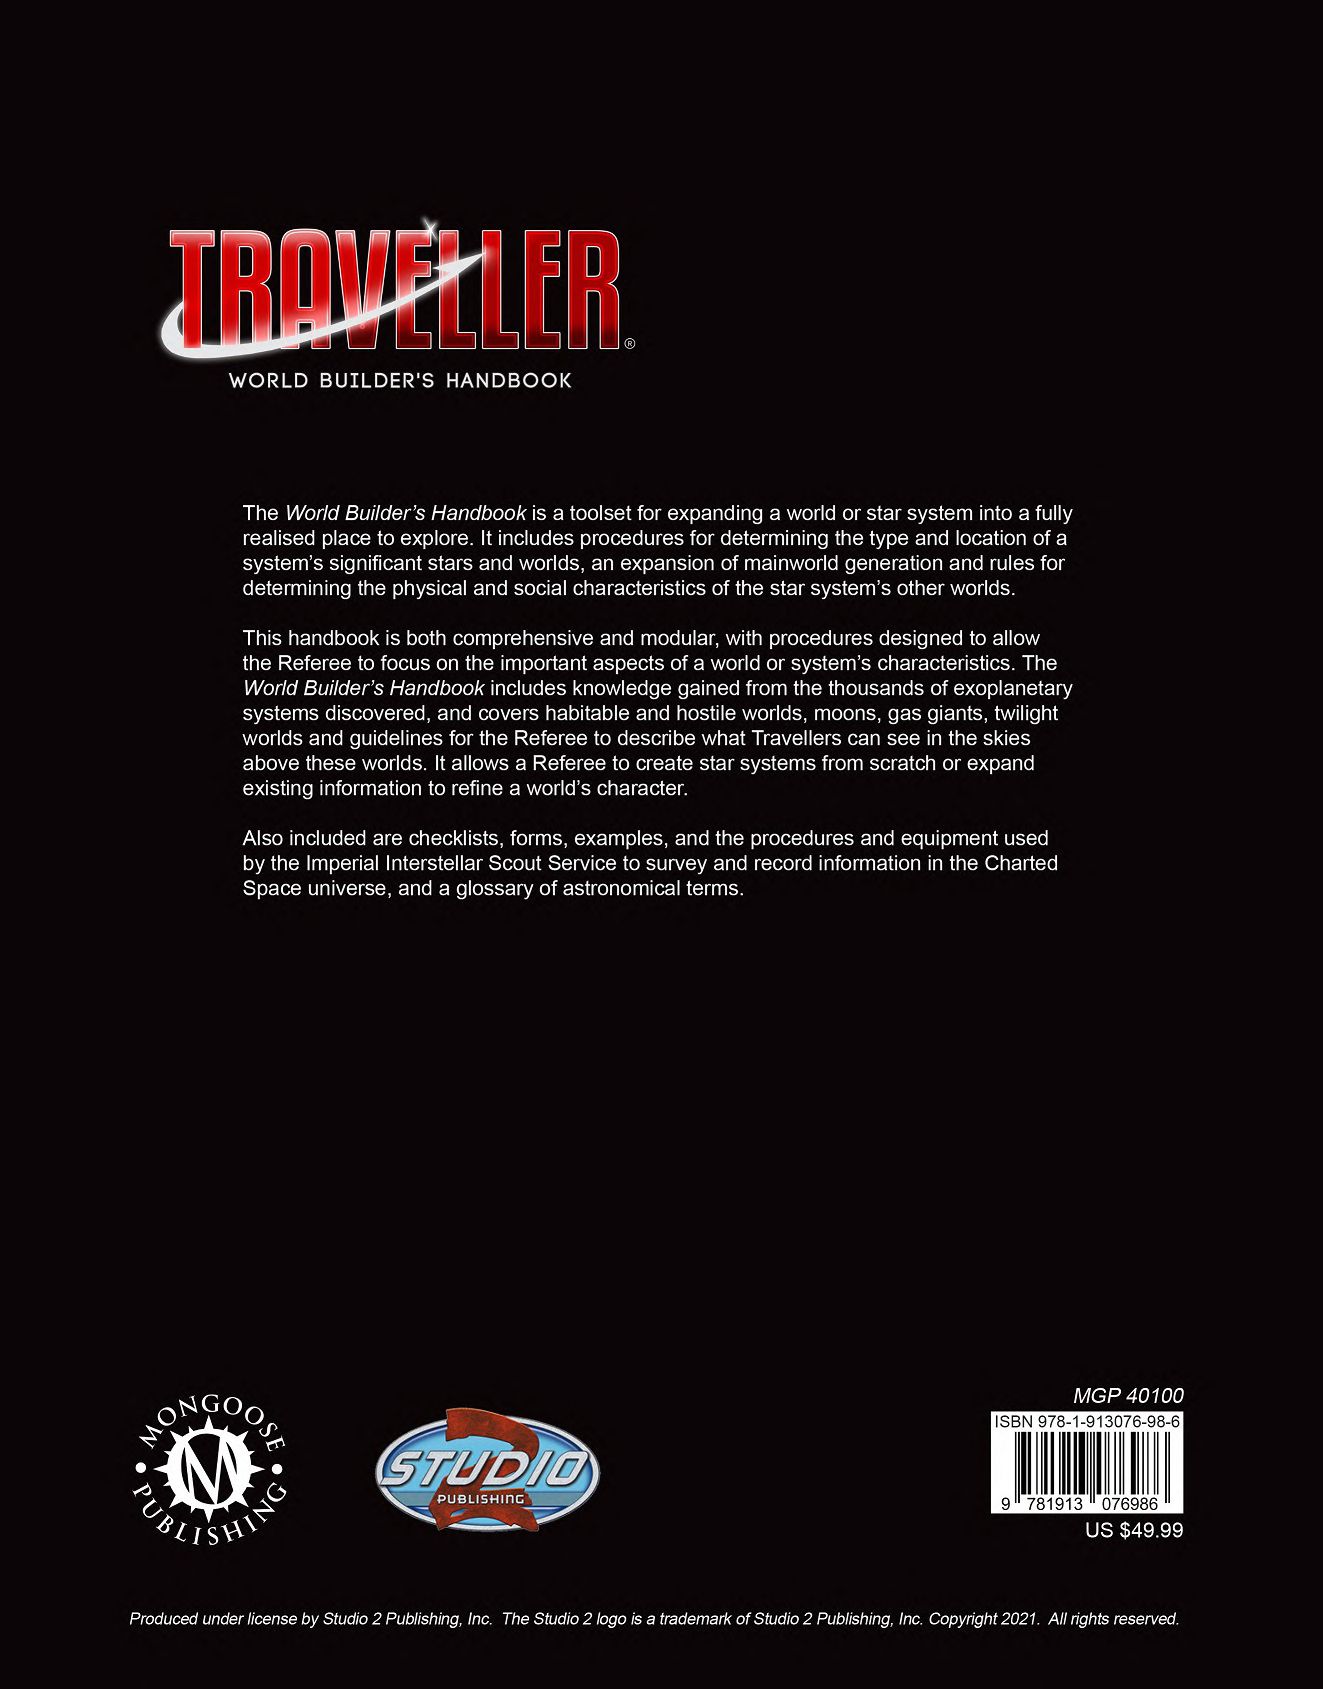 TRAVELLER®
WORLD BUILDER'S HANDBOOK
The World Builder’s Handbook is a toolset for expanding a world or star system into a fully
realised place to explore. It includes procedures for determining the type and location of a
system’s significant stars and worlds, an expansion of mainworld generation and rules for
determining the physical and social characteristics of the star system’s other worlds.
This handbook is both comprehensive and modular, with procedures designed to allow
the Referee to focus on the important aspects of a world or system’s characteristics. The
World Builder’s Handbook includes knowledge gained from the thousands of exoplanetary
systems discovered, and covers habitable and hostile worlds, moons, gas giants, twilight
worlds and guidelines for the Referee to describe what Travellers can see in the skies
above these worlds. It allows a Referee to create star systems from scratch or expand
existing information to refine a world’s character.
Also included are checklists, forms, examples, and the procedures and equipment used
by the Imperial Interstellar Scout Service to survey and record information in the Charted
Space universe, and a glossary of astronomical terms.
MONGOOSE
M
PUBLISHING
2
STUDIO
PUBLISHING
MGP 40100
ISBN 978-1-913076-98-6
9 781913 076986
US $49.99
Produced under license by Studio 2 Publishing, Inc. The Studio 2 logo is a trademark of Studio 2 Publishing, Inc. Copyright 2021. All rights reserved.